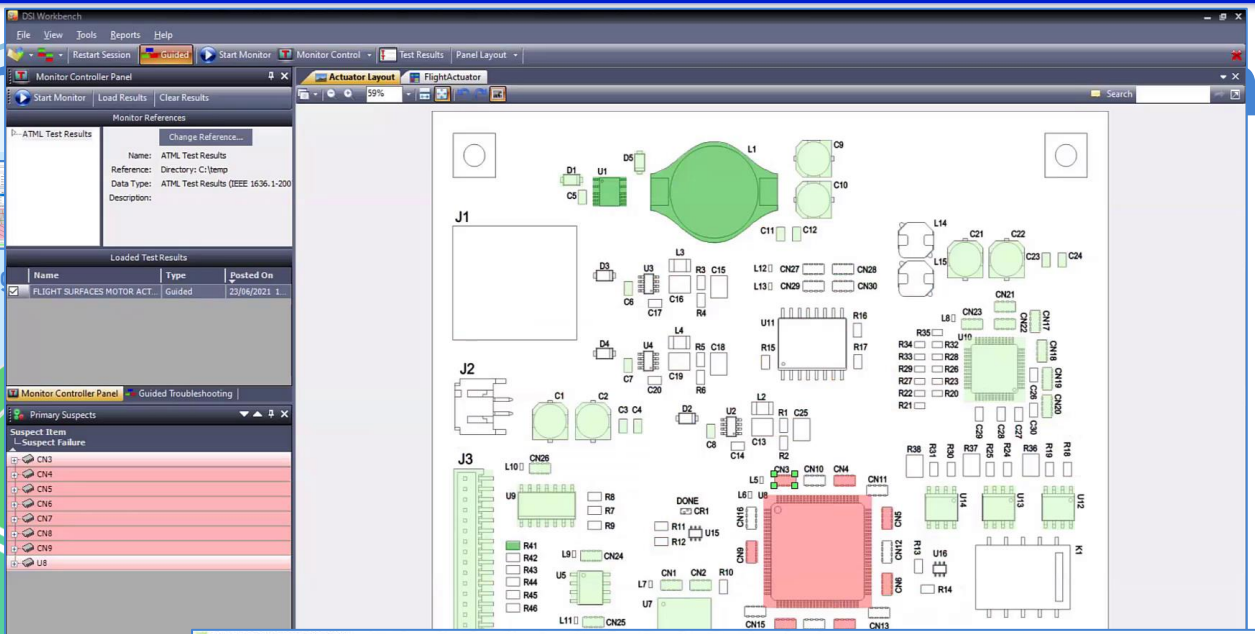 DSI Workbench
File View Tools Reports Help
Restart Session Guided Start Monitor Monitor Control Test Results Panel Layout
Monitor Controller Panel
Actuator Layout FlightActuator
Start Monitor Load Results Clear Results
59%
Search
Monitor References
ATML Test Results
Change Reference...
Name: ATML Test Results
Reference: Directory: C:\temp
Data Type: ATML Test Results (IEEE 1636.1-200
Description:
Loaded Test Results
Name Type Posted On
FLIGHT SURFACES MOTOR ACT... Guided 23/06/2021 1...
Monitor Controller Panel Guided Troubleshooting
Primary Suspects
Suspect Item
Suspect Failure
CN3
CN4
CN5
CN6
CN7
CN8
CN9
U8
D5 L1 C9
D1 U1
C5 C10
J1
C11 C12
L14 C21 C22
L3
D3 U3 R3 C15
L12 CN27 CN28
L15 C23 C24
L13 CN29 CN30
C6 C16
C17 R4
CN21
L8 CN23 CN22 CN17
U11 R16
L4
R35 U10
D4 U4 R5 C18
R15 R17
R34 R32
R33 R28 CN18
J2
C7 C19
C20 R6
R29 R26
R27 R23 CN19
R22 R20 C26 CN20
R21
C1 C2 C3 C4
D2 U2 L2 R1 C25
C8 C13
C14 R2
C29 C28 C27 C30
J3
L10 CN26
CN3 CN10 CN4
L5 CN11
R38 R31 R30 R37 R25 R24 R36 R19 R18
U9 R8
R7
R9
DONE
CR1
L6 U8
CN16 CN5
U14 U13 U12
R11
R12 U15
R41
R42
R43
R44
R45
R46
L9 CN24
CN9 CN12
R13 U16 K1
U5
L7 CN1 CN2 R10
CN6 R14
U7
L11 CN25
CN15 CN13